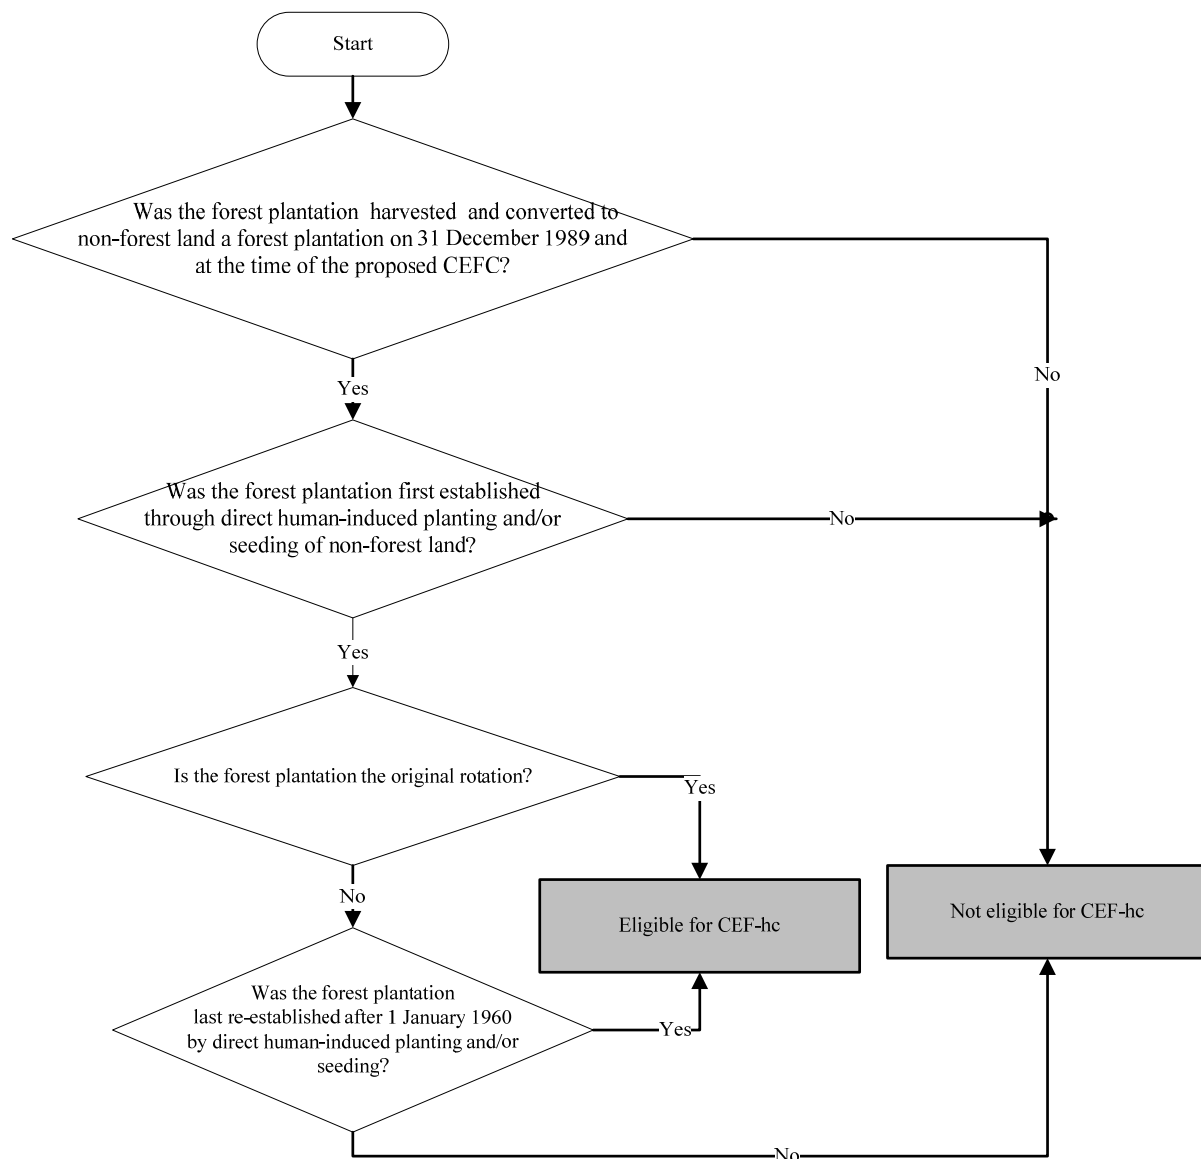 Start
Was the forest plantation harvested and converted to
non-forest land a forest plantation on 31 December 1989 and
at the time of the proposed CEFC?
No
Yes
Was the forest plantation first established
through direct human-induced planting and/or
seeding of non-forest land?
No
Yes
Is the forest plantation the original rotation?
Yes
No
Eligible for CEF-hc
Not eligible for CEF-hc
Was the forest plantation
last re-established after 1 January 1960
by direct human-induced planting and/or
seeding?
Yes
No